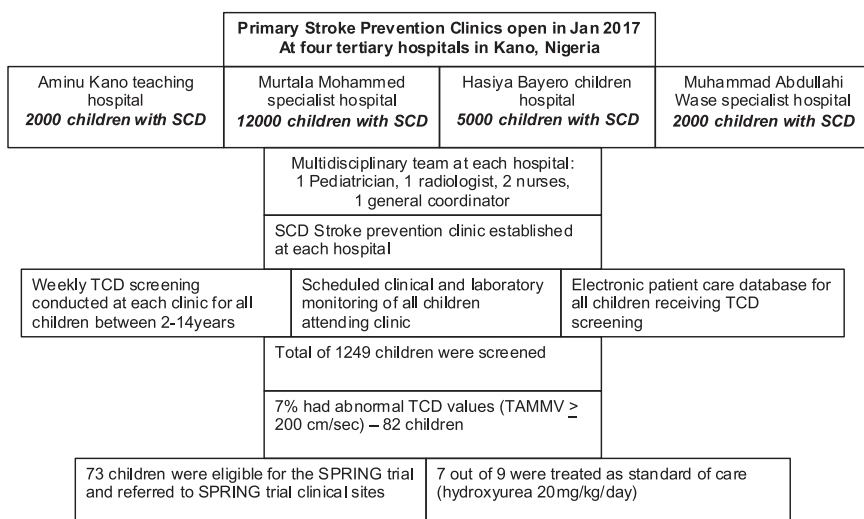 Primary Stroke Prevention Clinics open in Jan 2017
At four tertiary hospitals in Kano, Nigeria
Aminu Kano teaching
hospital
2000 children with SCD
Murtala Mohammed
specialist hospital
12000 children with SCD
Hasiya Bayero children
hospital
5000 children with SCD
Muhammad Abdullahi
Wase specialist hospital
2000 children with SCD
Multidisciplinary team at each hospital:
1 Pediatrician, 1 radiologist, 2 nurses,
1 general coordinator
SCD Stroke prevention clinic established
at each hospital
Weekly TCD screening
conducted at each clinic for all
children between 2-14years
Scheduled clinical and laboratory
monitoring of all children
attending clinic
Electronic patient care database for
all children receiving TCD
screening
Total of 1249 children were screened
7% had abnormal TCD values (TAMMV ≥
200 cm/sec) – 82 children
73 children were eligible for the SPRING trial
and referred to SPRING trial clinical sites
7 out of 9 were treated as standard of care
(hydroxyurea 20mg/kg/day)